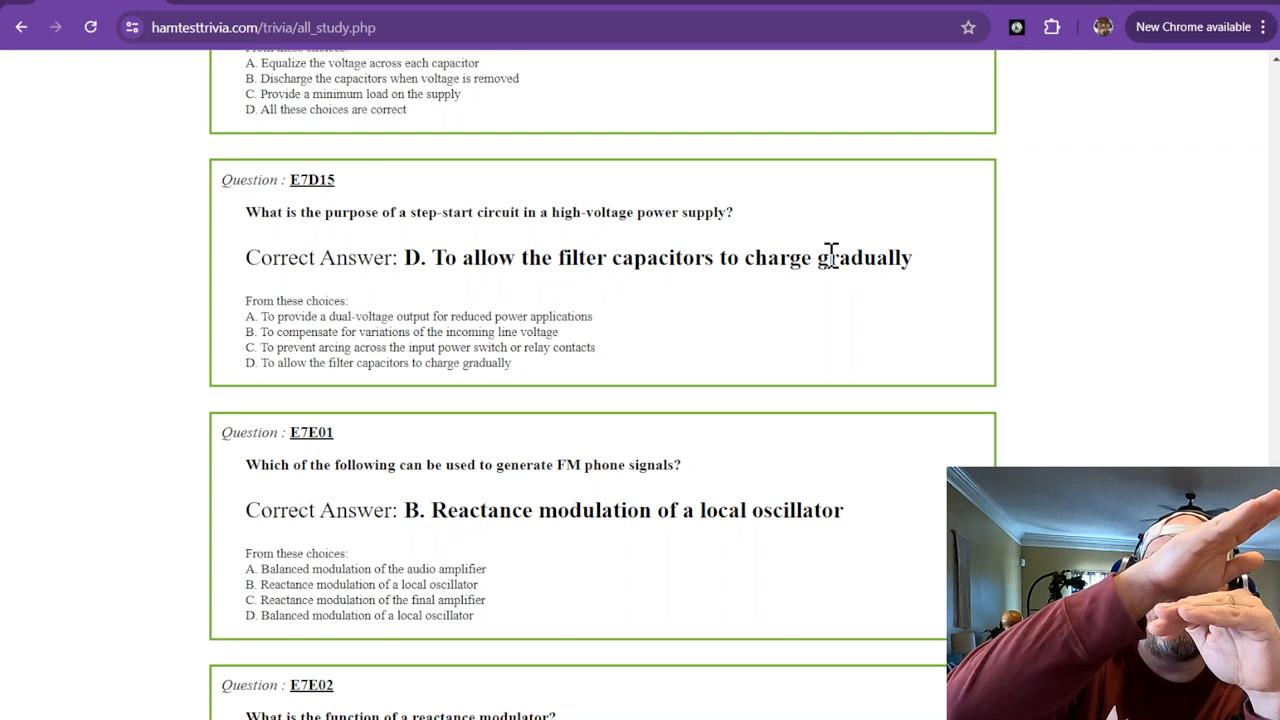 hamtesttrivia.com/trivia/all_study.php
New Chrome available
From these choices:
A. Equalize the voltage across each capacitor
B. Discharge the capacitors when voltage is removed
C. Provide a minimum load on the supply
D. All these choices are correct
Question : E7D15
What is the purpose of a step-start circuit in a high-voltage power supply?
Correct Answer: D. To allow the filter capacitors to charge gradually
From these choices:
A. To provide a dual-voltage output for reduced power applications
B. To compensate for variations of the incoming line voltage
C. To prevent arcing across the input power switch or relay contacts
D. To allow the filter capacitors to charge gradually
Question : E7E01
Which of the following can be used to generate FM phone signals?
Correct Answer: B. Reactance modulation of a local oscillator
From these choices:
A. Balanced modulation of the audio amplifier
B. Reactance modulation of a local oscillator
C. Reactance modulation of the final amplifier
D. Balanced modulation of a local oscillator
Question : E7E02
What is the function of a reactance modulator?